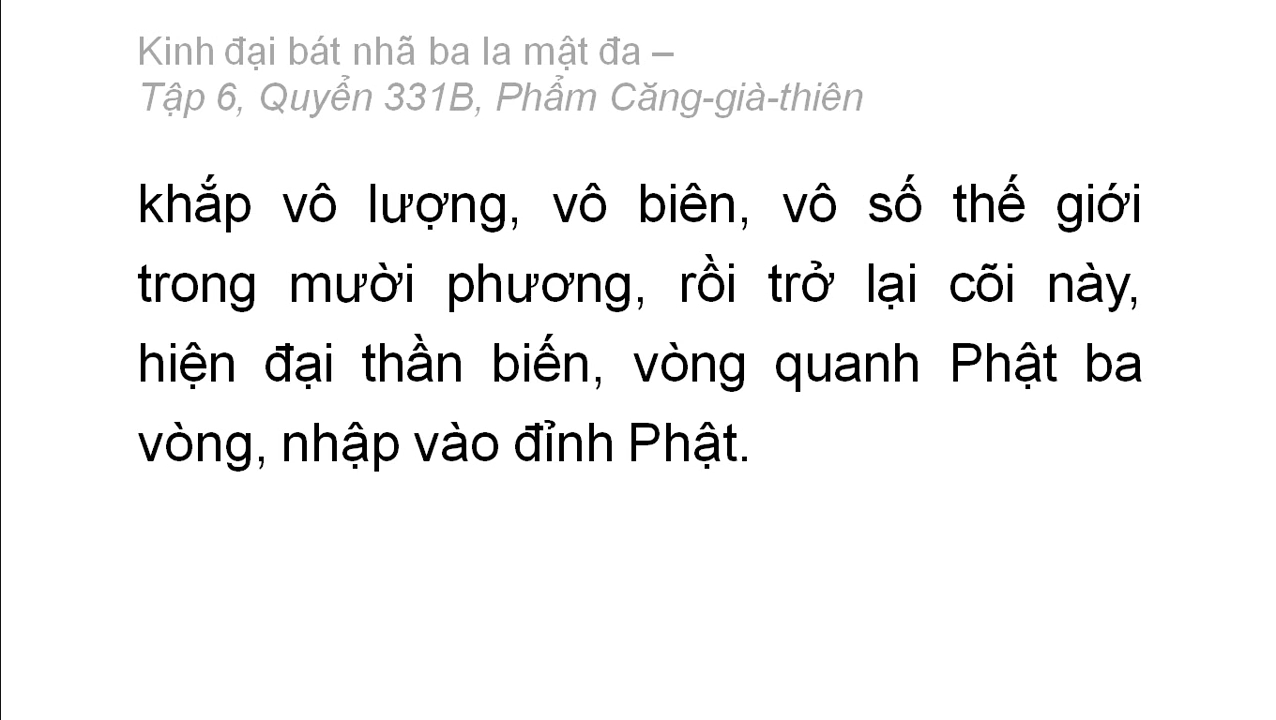 Kinh đại bát nhã ba la mật đa –
Tập 6, Quyển 331B, Phẩm Căng-già-thiên
khắp vô lượng, vô biên, vô số thế giới
trong mười phương, rồi trở lại cõi này,
hiện đại thần biến, vòng quanh Phật ba
vòng, nhập vào đỉnh Phật.